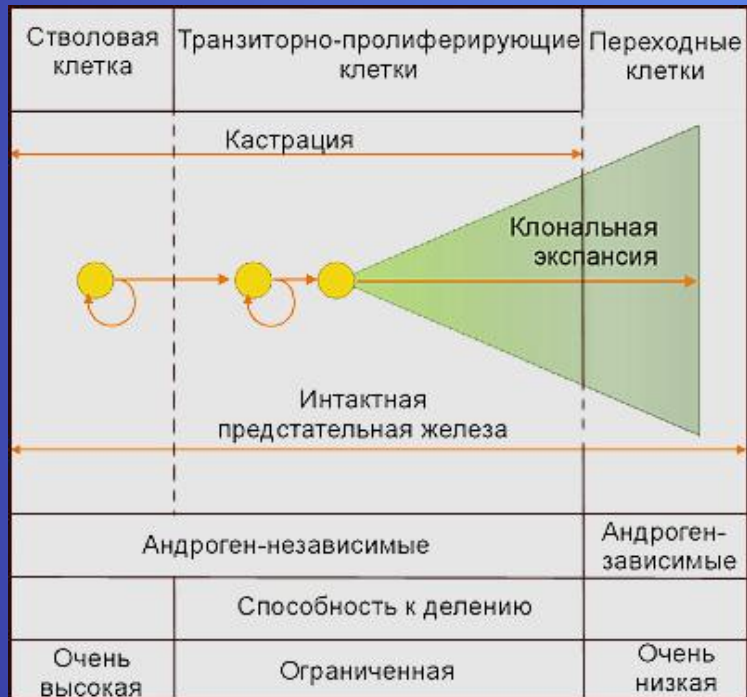 Стволовая
клетка
Транзиторно-пролиферирующие
клетки
Переходные
клетки
Кастрация
Клональная
экспансия
Интактная
предстательная железа
Андроген-независимые
Андроген-
зависимые
Способность к делению
Очень
высокая
Ограниченная
Очень
низкая